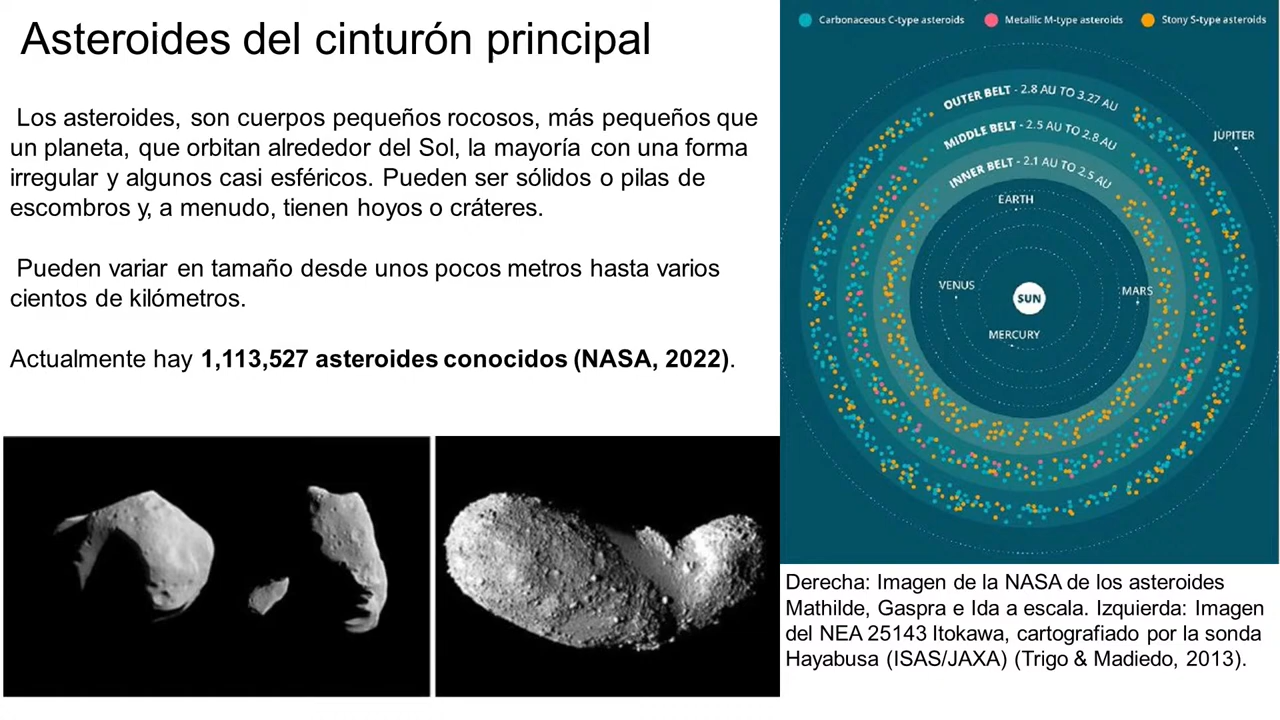 Asteroides del cinturón principal
Los asteroides, son cuerpos pequeños rocosos, más pequeños que
un planeta, que orbitan alrededor del Sol, la mayoría con una forma
irregular y algunos casi esféricos. Pueden ser sólidos o pilas de
escombros y, a menudo, tienen hoyos o cráteres.
Pueden variar en tamaño desde unos pocos metros hasta varios
cientos de kilómetros.
Actualmente hay 1,113,527 asteroides conocidos (NASA, 2022).
Carbonaceous C-type asteroids
Metallic M-type asteroids
Stony S-type asteroids
OUTER BELT - 2.8 AU TO 3.27 AU
MIDDLE BELT - 2.5 AU TO 2.8 AU
INNER BELT - 2.1 AU TO 2.5 AU
JÚPITER
EARTH
VENUS
MARS
SUN
MERCURY
Derecha: Imagen de la NASA de los asteroides
Mathilde, Gaspra e Ida a escala. Izquierda: Imagen
del NEA 25143 Itokawa, cartografiado por la sonda
Hayabusa (ISAS/JAXA) (Trigo & Madiedo, 2013).